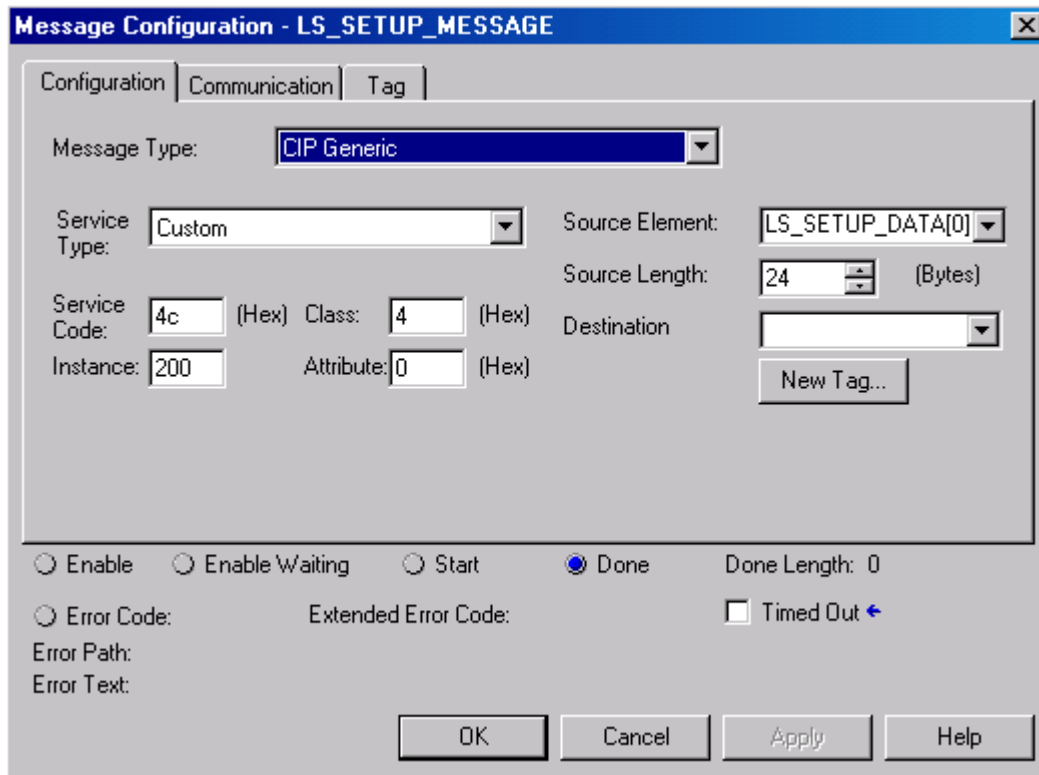 Message Configuration - LS_SETUP_MESSAGE
Configuration Communication Tag
Message Type: CIP Generic
Service Type: Custom
Source Element: LS_SETUP_DATA[0]
Source Length: 24 (Bytes)
Service Code: 4c (Hex) Class: 4 (Hex)
Destination
Instance: 200 Attribute: 0 (Hex)
New Tag...
Enable Enable Waiting Start Done Done Length: 0
Error Code: Extended Error Code: Timed Out
Error Path:
Error Text:
OK Cancel Apply Help